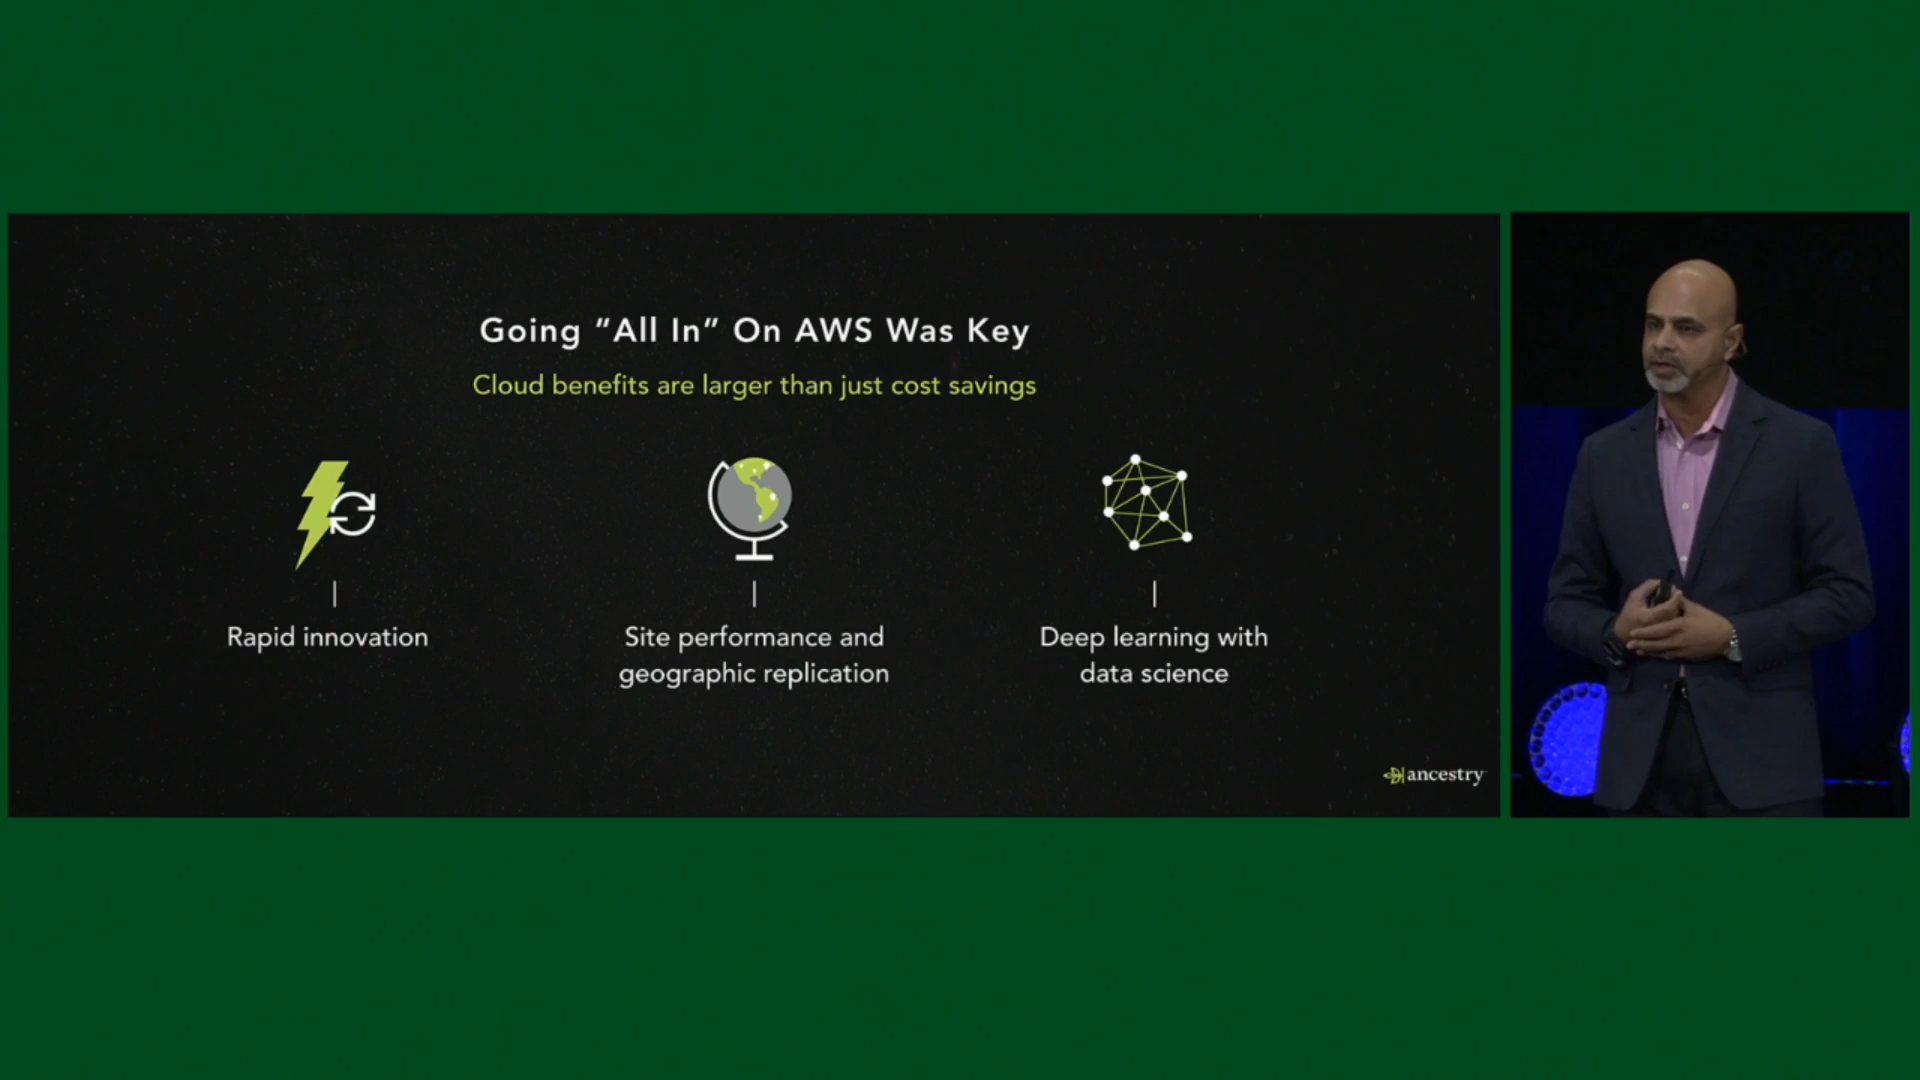 Going “All In” On AWS Was Key
Cloud benefits are larger than just cost savings
Rapid innovation
Site performance and
geographic replication
Deep learning with
data science
ancestry